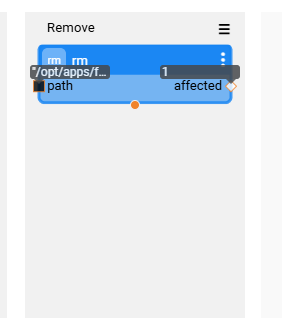 Remove
rm rm
"/opt/apps/f... 1
path affected